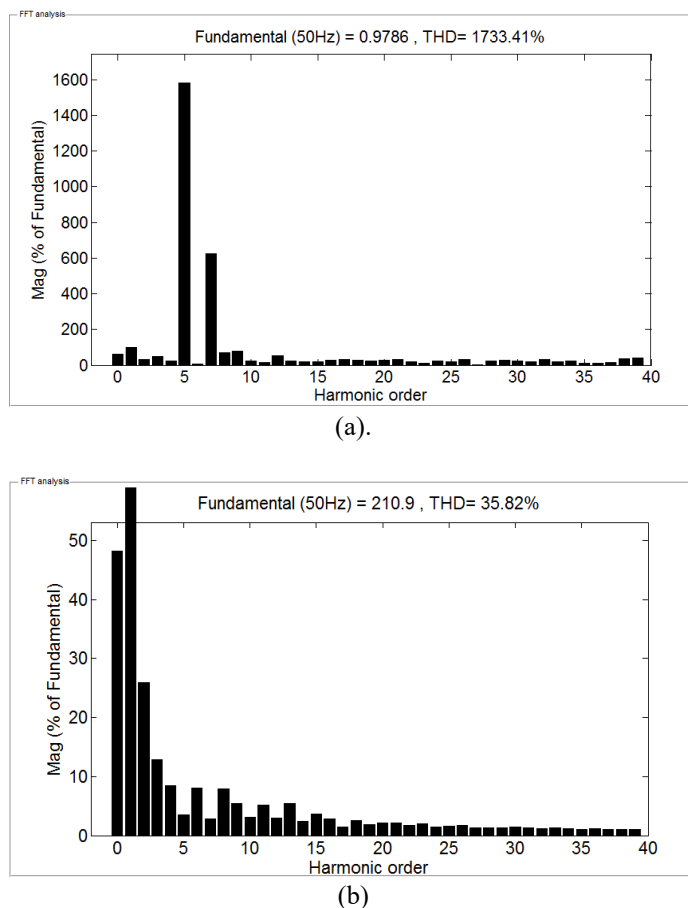 FFT analysis
Fundamental (50Hz) = 0.9786 , THD= 1733.41%
Mag (% of Fundamental)
1600
1400
1200
1000
800
600
400
200
0
0 5 10 15 20 25 30 35 40
Harmonic order
(a).
FFT analysis
Fundamental (50Hz) = 210.9 , THD= 35.82%
Mag (% of Fundamental)
50
40
30
20
10
0
0 5 10 15 20 25 30 35 40
Harmonic order
(b)